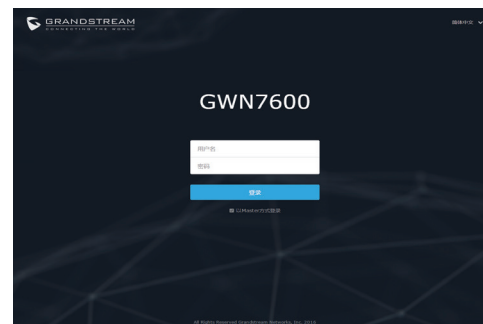 GRANDSTREAM
CONNECTING THE WORLD
简体中文
GWN7600
用户名
密码
登录
以Master方式登录
All Rights Reserved Grandstream Networks, Inc. 2016